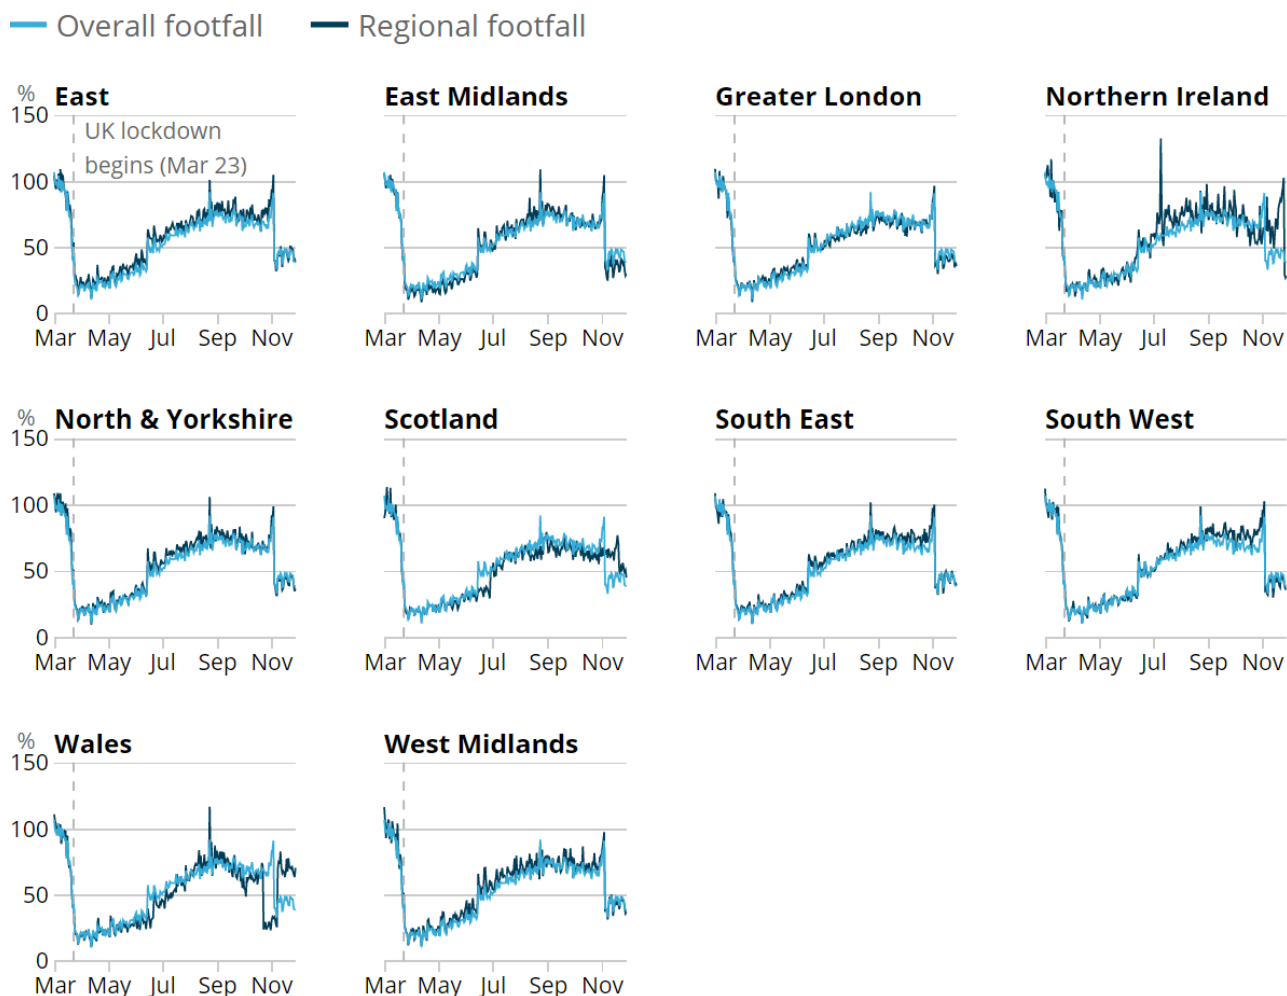 Overall footfall Regional footfall
% East East Midlands Greater London Northern Ireland
150
UK lockdown
begins (Mar 23)
100
50
0
Mar May Jul Sep Nov Mar May Jul Sep Nov Mar May Jul Sep Nov Mar May Jul Sep Nov
% North & Yorkshire Scotland South East South West
150
100
50
0
Mar May Jul Sep Nov Mar May Jul Sep Nov Mar May Jul Sep Nov Mar May Jul Sep Nov
% Wales West Midlands
150
100
50
0
Mar May Jul Sep Nov Mar May Jul Sep Nov